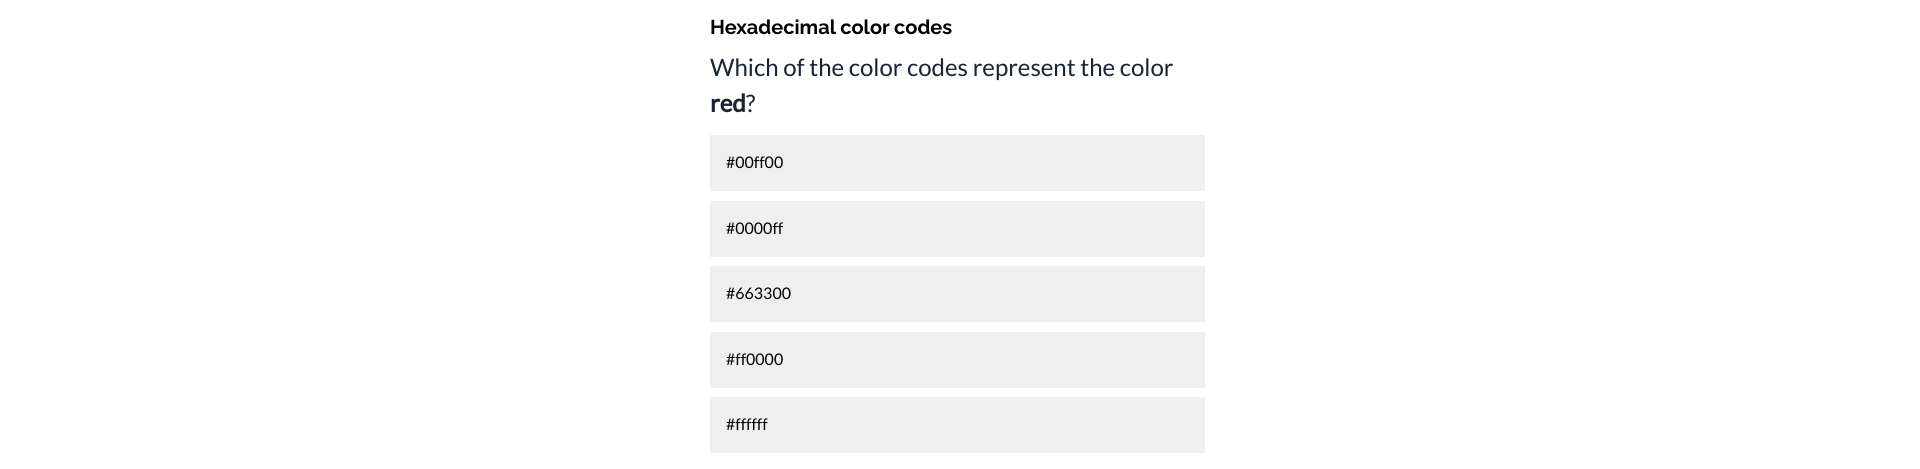 Hexadecimal color codes
Which of the color codes represent the color
red?
#00ff00
#0000ff
#663300
#ff0000
#ffffff